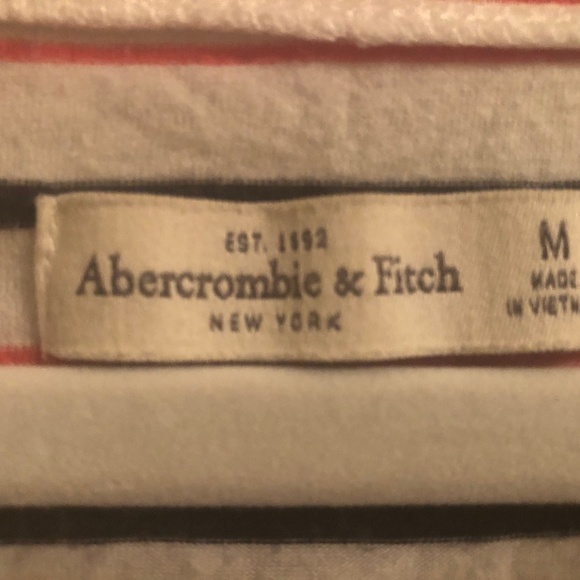 EST. 1892
Abercrombie & Fitch
NEW YORK
M
MADE
IN VIETN